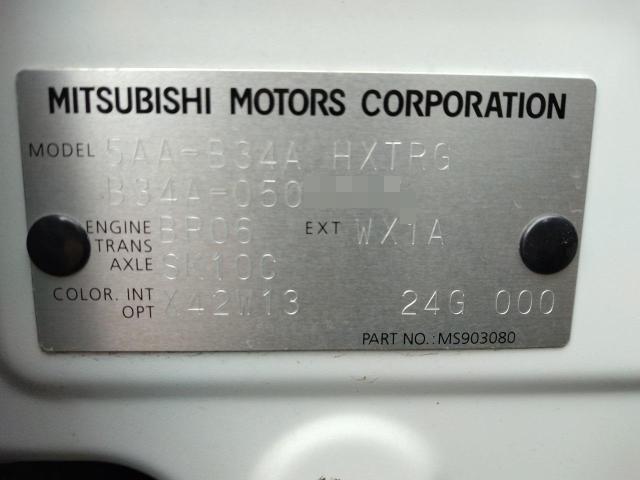 MITSUBISHI MOTORS CORPORATION
MODEL 5AA-B34A HXTRG
B34A-050
ENGINE BR06 EXT WX1A
TRANS
AXLE SK10C
COLOR. INT X42W13 24G 000
OPT
PART NO.: MS903080